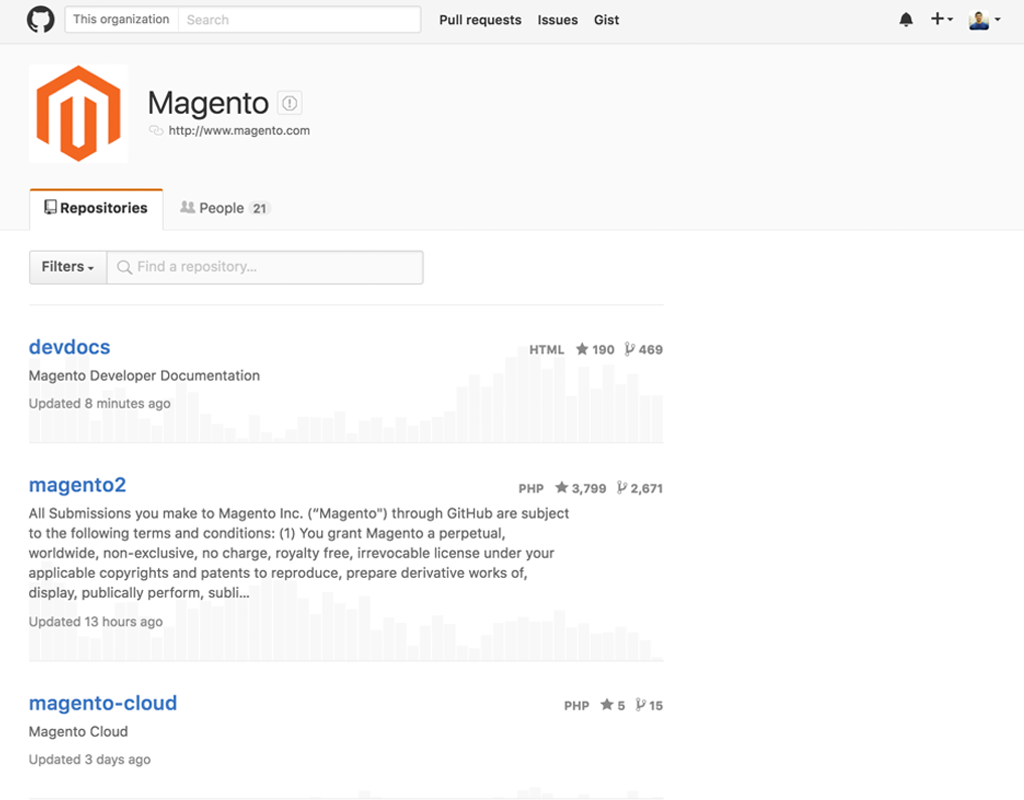 This organization Search Pull requests Issues Gist
Magento
http://www.magento.com
Repositories People 21
Filters Find a repository...
devdocs HTML 190 469
Magento Developer Documentation
Updated 8 minutes ago
magento2 PHP 3,799 2,671
All Submissions you make to Magento Inc. (“Magento") through GitHub are subject
to the following terms and conditions: (1) You grant Magento a perpetual,
worldwide, non-exclusive, no charge, royalty free, irrevocable license under your
applicable copyrights and patents to reproduce, prepare derivative works of,
display, publically perform, subli...
Updated 13 hours ago
magento-cloud PHP 5 15
Magento Cloud
Updated 3 days ago